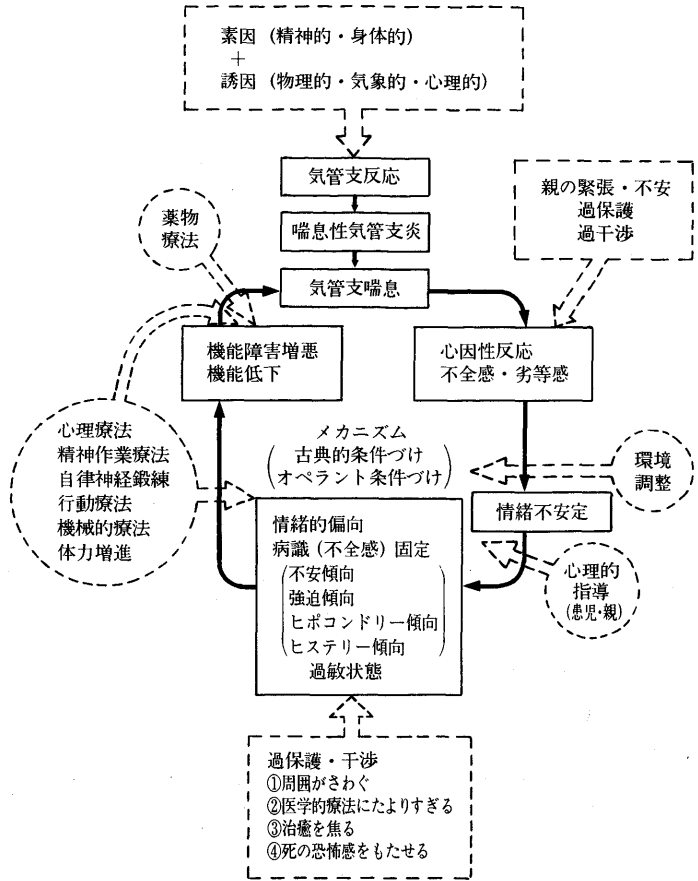 素因（精神的・身体的）
＋
誘因（物理的・気象的・心理的）
気管支反応
喘息性気管支炎
気管支喘息
薬物
療法
親の緊張・不安
過保護
過干渉
機能障害増悪
機能低下
心因性反応
不全感・劣等感
心理療法
精神作業療法
自律神経鍛練
行動療法
機械的療法
体力増進
メカニズム
（古典的条件づけ
オペラント条件づけ）
環境
調整
情緒不安定
情緒的偏向
病識（不全感）固定
（不安傾向
強迫傾向
ヒポコンドリー傾向
ヒステリー傾向）
過敏状態
心理的
指導
（患児・親）
過保護・干渉
①周囲がさわぐ
②医学的療法にたよりすぎる
③治癒を焦る
④死の恐怖感をもたせる